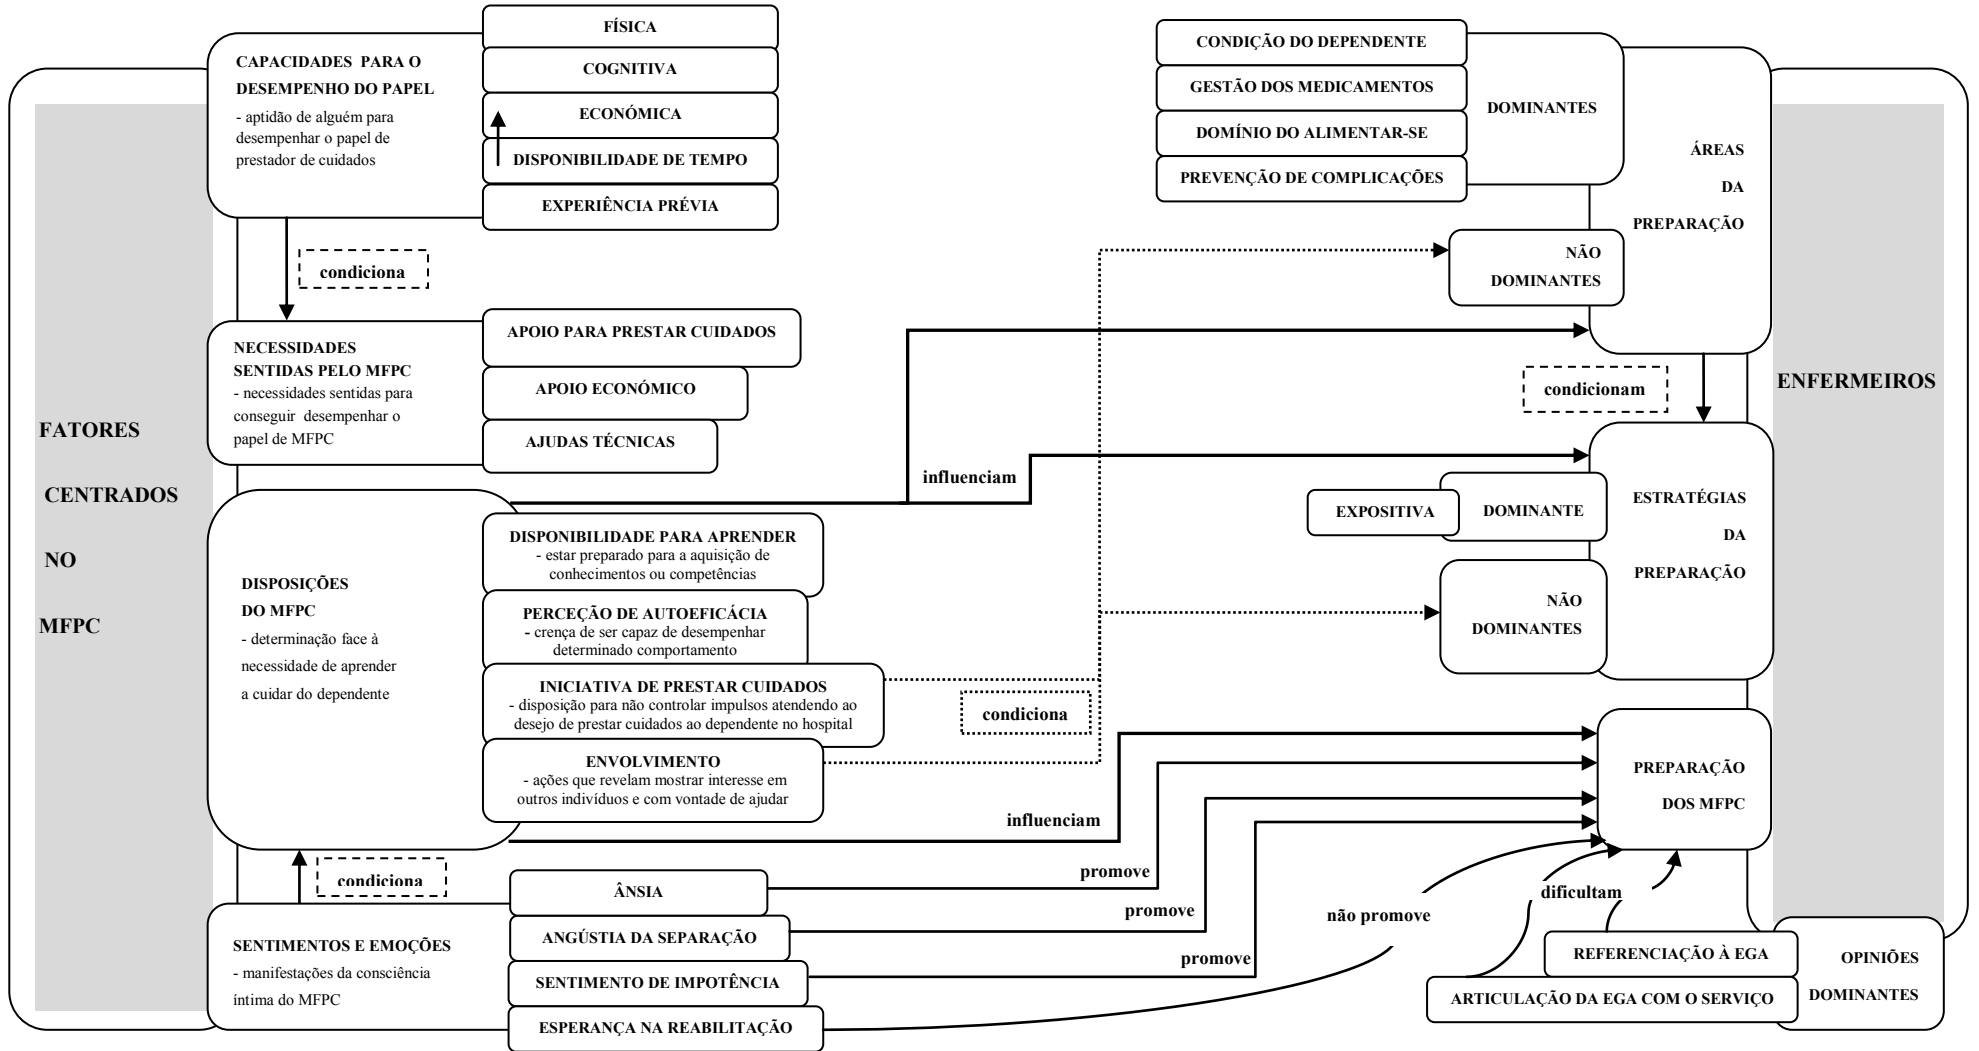 FATORES
CENTRADOS
NO
MFPC
CAPACIDADES PARA O
DESEMPENHO DO PAPEL
- aptidão de alguém para
desempenhar o papel de
prestador de cuidados
FÍSICA
COGNITIVA
ECONÓMICA
DISPONIBILIDADE DE TEMPO
EXPERIÊNCIA PRÉVIA
condiciona
NECESSIDADES
SENTIDAS PELO MFPC
- necessidades sentidas para
conseguir desempenhar o
papel de MFPC
APOIO PARA PRESTAR CUIDADOS
APOIO ECONÓMICO
AJUDAS TÉCNICAS
DISPOSIÇÕES
DO MFPC
- determinação face à
necessidade de aprender
a cuidar do dependente
DISPONIBILIDADE PARA APRENDER
- estar preparado para a aquisição de
conhecimentos ou competências
PERCEÇÃO DE AUTOEFICÁCIA
- crença de ser capaz de desempenhar
determinado comportamento
INICIATIVA DE PRESTAR CUIDADOS
- disposição para não controlar impulsos atendendo ao
desejo de prestar cuidados ao dependente no hospital
ENVOLVIMENTO
- ações que revelam mostrar interesse em
outros indivíduos e com vontade de ajudar
condiciona
SENTIMENTOS E EMOÇÕES
- manifestações da consciência
íntima do MFPC
ÂNSIA
ANGÚSTIA DA SEPARAÇÃO
SENTIMENTO DE IMPOTÊNCIA
ESPERANÇA NA REABILITAÇÃO
influenciam
condiciona
influenciam
promove
promove
promove
não promove
dificultam
CONDIÇÃO DO DEPENDENTE
GESTÃO DOS MEDICAMENTOS
DOMÍNIO DO ALIMENTAR-SE
PREVENÇÃO DE COMPLICAÇÕES
DOMINANTES
NÃO
DOMINANTES
ÁREAS
DA
PREPARAÇÃO
condicionam
EXPOSITIVA
DOMINANTE
NÃO
DOMINANTES
ESTRATÉGIAS
DA
PREPARAÇÃO
PREPARAÇÃO
DOS MFPC
REFERENCIAÇÃO À EGA
ARTICULAÇÃO DA EGA COM O SERVIÇO
OPINIÕES
DOMINANTES
ENFERMEIROS